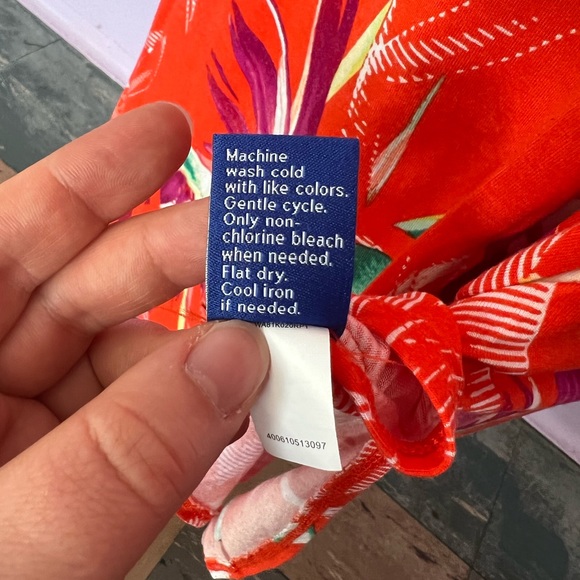 Machine
wash cold
with like colors.
Gentle cycle.
Only non-
chlorine bleach
when needed.
Flat dry.
Cool iron
if needed.
400610513097